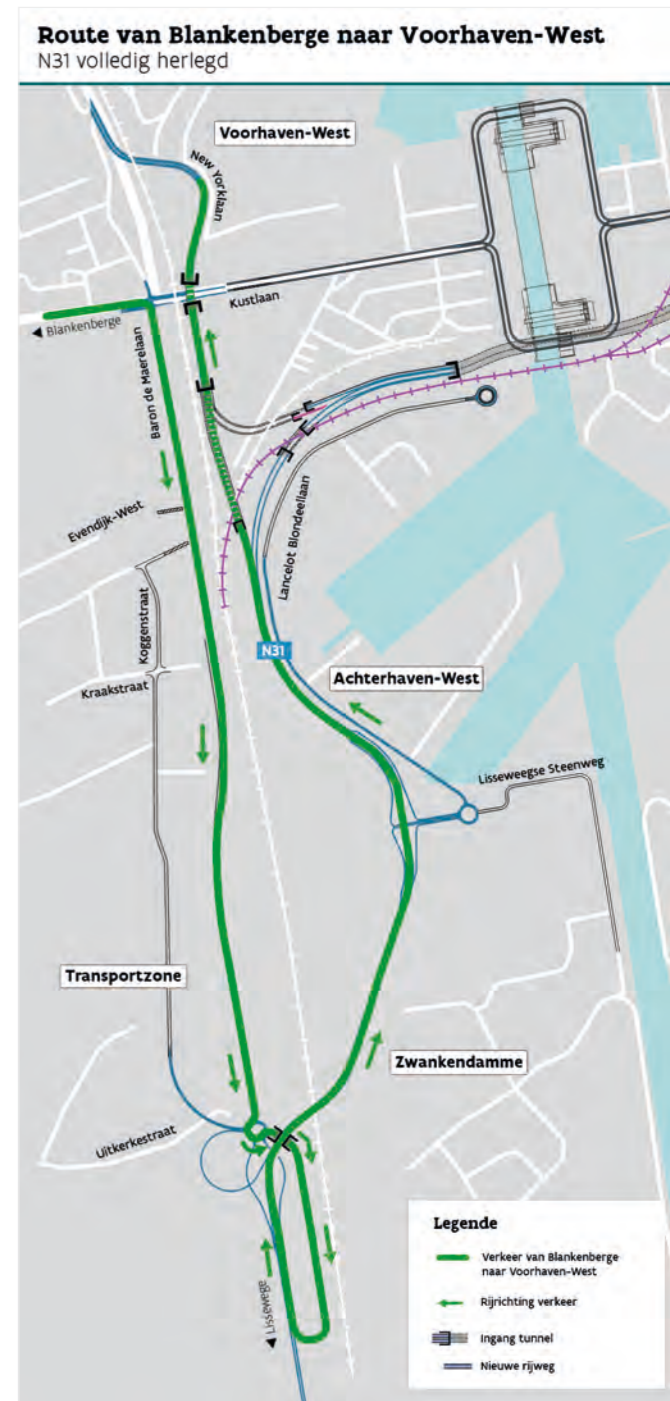 Route van Blankenberge naar Voorhaven-West
N31 volledig herlegd
Voorhaven-West
New Yorklaan
Kustlaan
◄ Blankenberge
Baron de Maerelaan
Evendijk-West
Lancelot Blondeellaan
Koggenstraat
N31
Kraakstraat
Achterhaven-West
Lisseweegse Steenweg
Transportzone
Zwankendamme
Uitkerkestraat
◄ Lissewege
Legende
Verkeer van Blankenberge
naar Voorhaven-West
Rijrichting verkeer
Ingang tunnel
Nieuwe rijweg